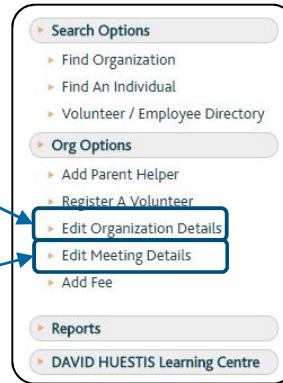 Search Options
Find Organization
Find An Individual
Volunteer / Employee Directory
Org Options
Add Parent Helper
Register A Volunteer
Edit Organization Details
Edit Meeting Details
Add Fee
Reports
DAVID HUESTIS Learning Centre